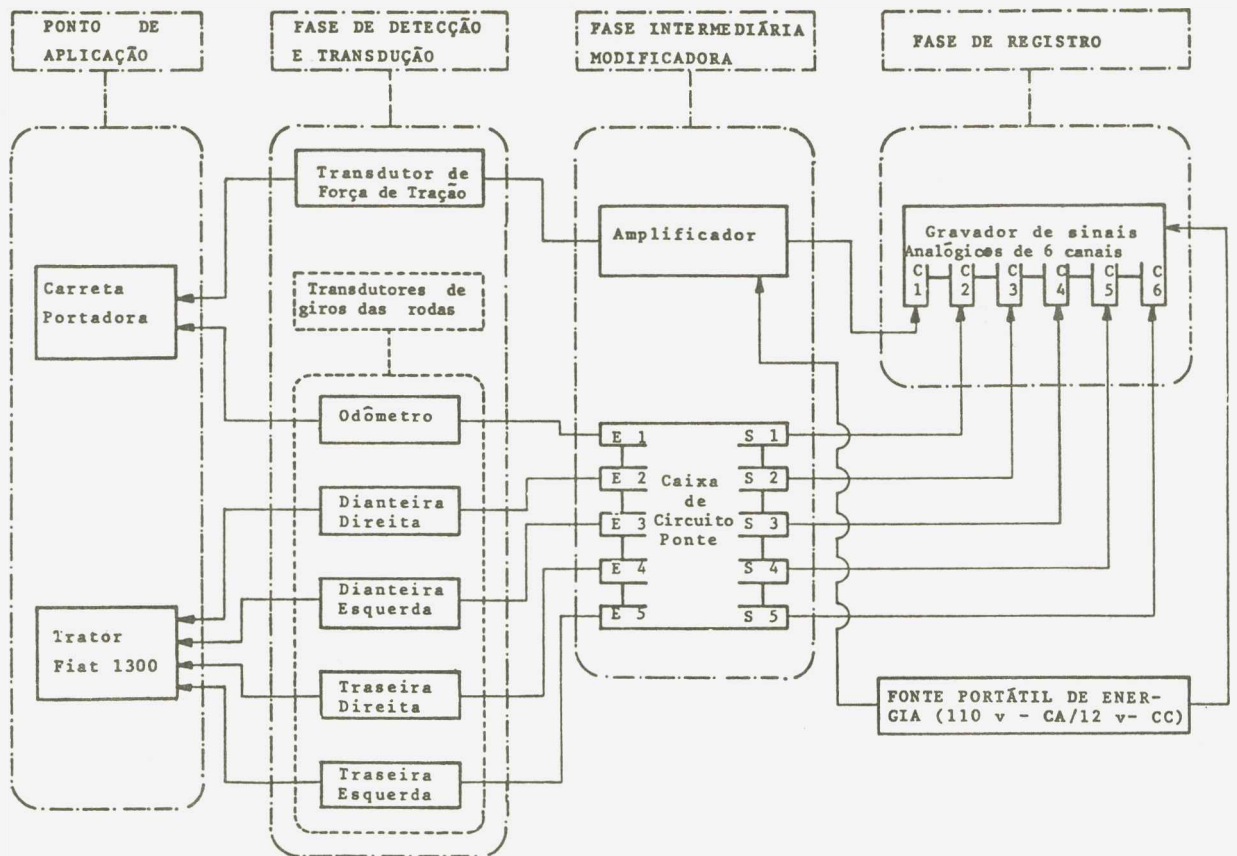 PONTO DE
APLICAÇÃO
FASE DE DETECÇÃO
E TRANSDUÇÃO
FASE INTERMEDIÁRIA
MODIFICADORA
FASE DE REGISTRO
Transdutor de
Força de Tração
Amplificador
Gravador de sinais
Analógicos de 6 canais
C C C C C C
1 2 3 4 5 6
Carreta
Portadora
Transdutores de
giros das rodas
Odômetro
Dianteira
Direita
Dianteira
Esquerda
Traseira
Direita
Traseira
Esquerda
Trator
Fiat 1300
E 1
E 2
E 3
E 4
E 5
Caixa
de
Circuito
Ponte
S 1
S 2
S 3
S 4
S 5
FONTE PORTÁTIL DE ENER-
GIA (110 v - CA/12 v- CC)